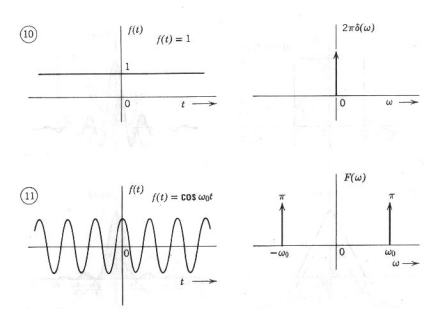 ⑩
f(t)
f(t) = 1
1
0
t
2πδ(ω)
0
ω
⑪
f(t)
f(t) = cos ω₀t
0
t
F(ω)
π
π
−ω₀
0
ω₀
ω